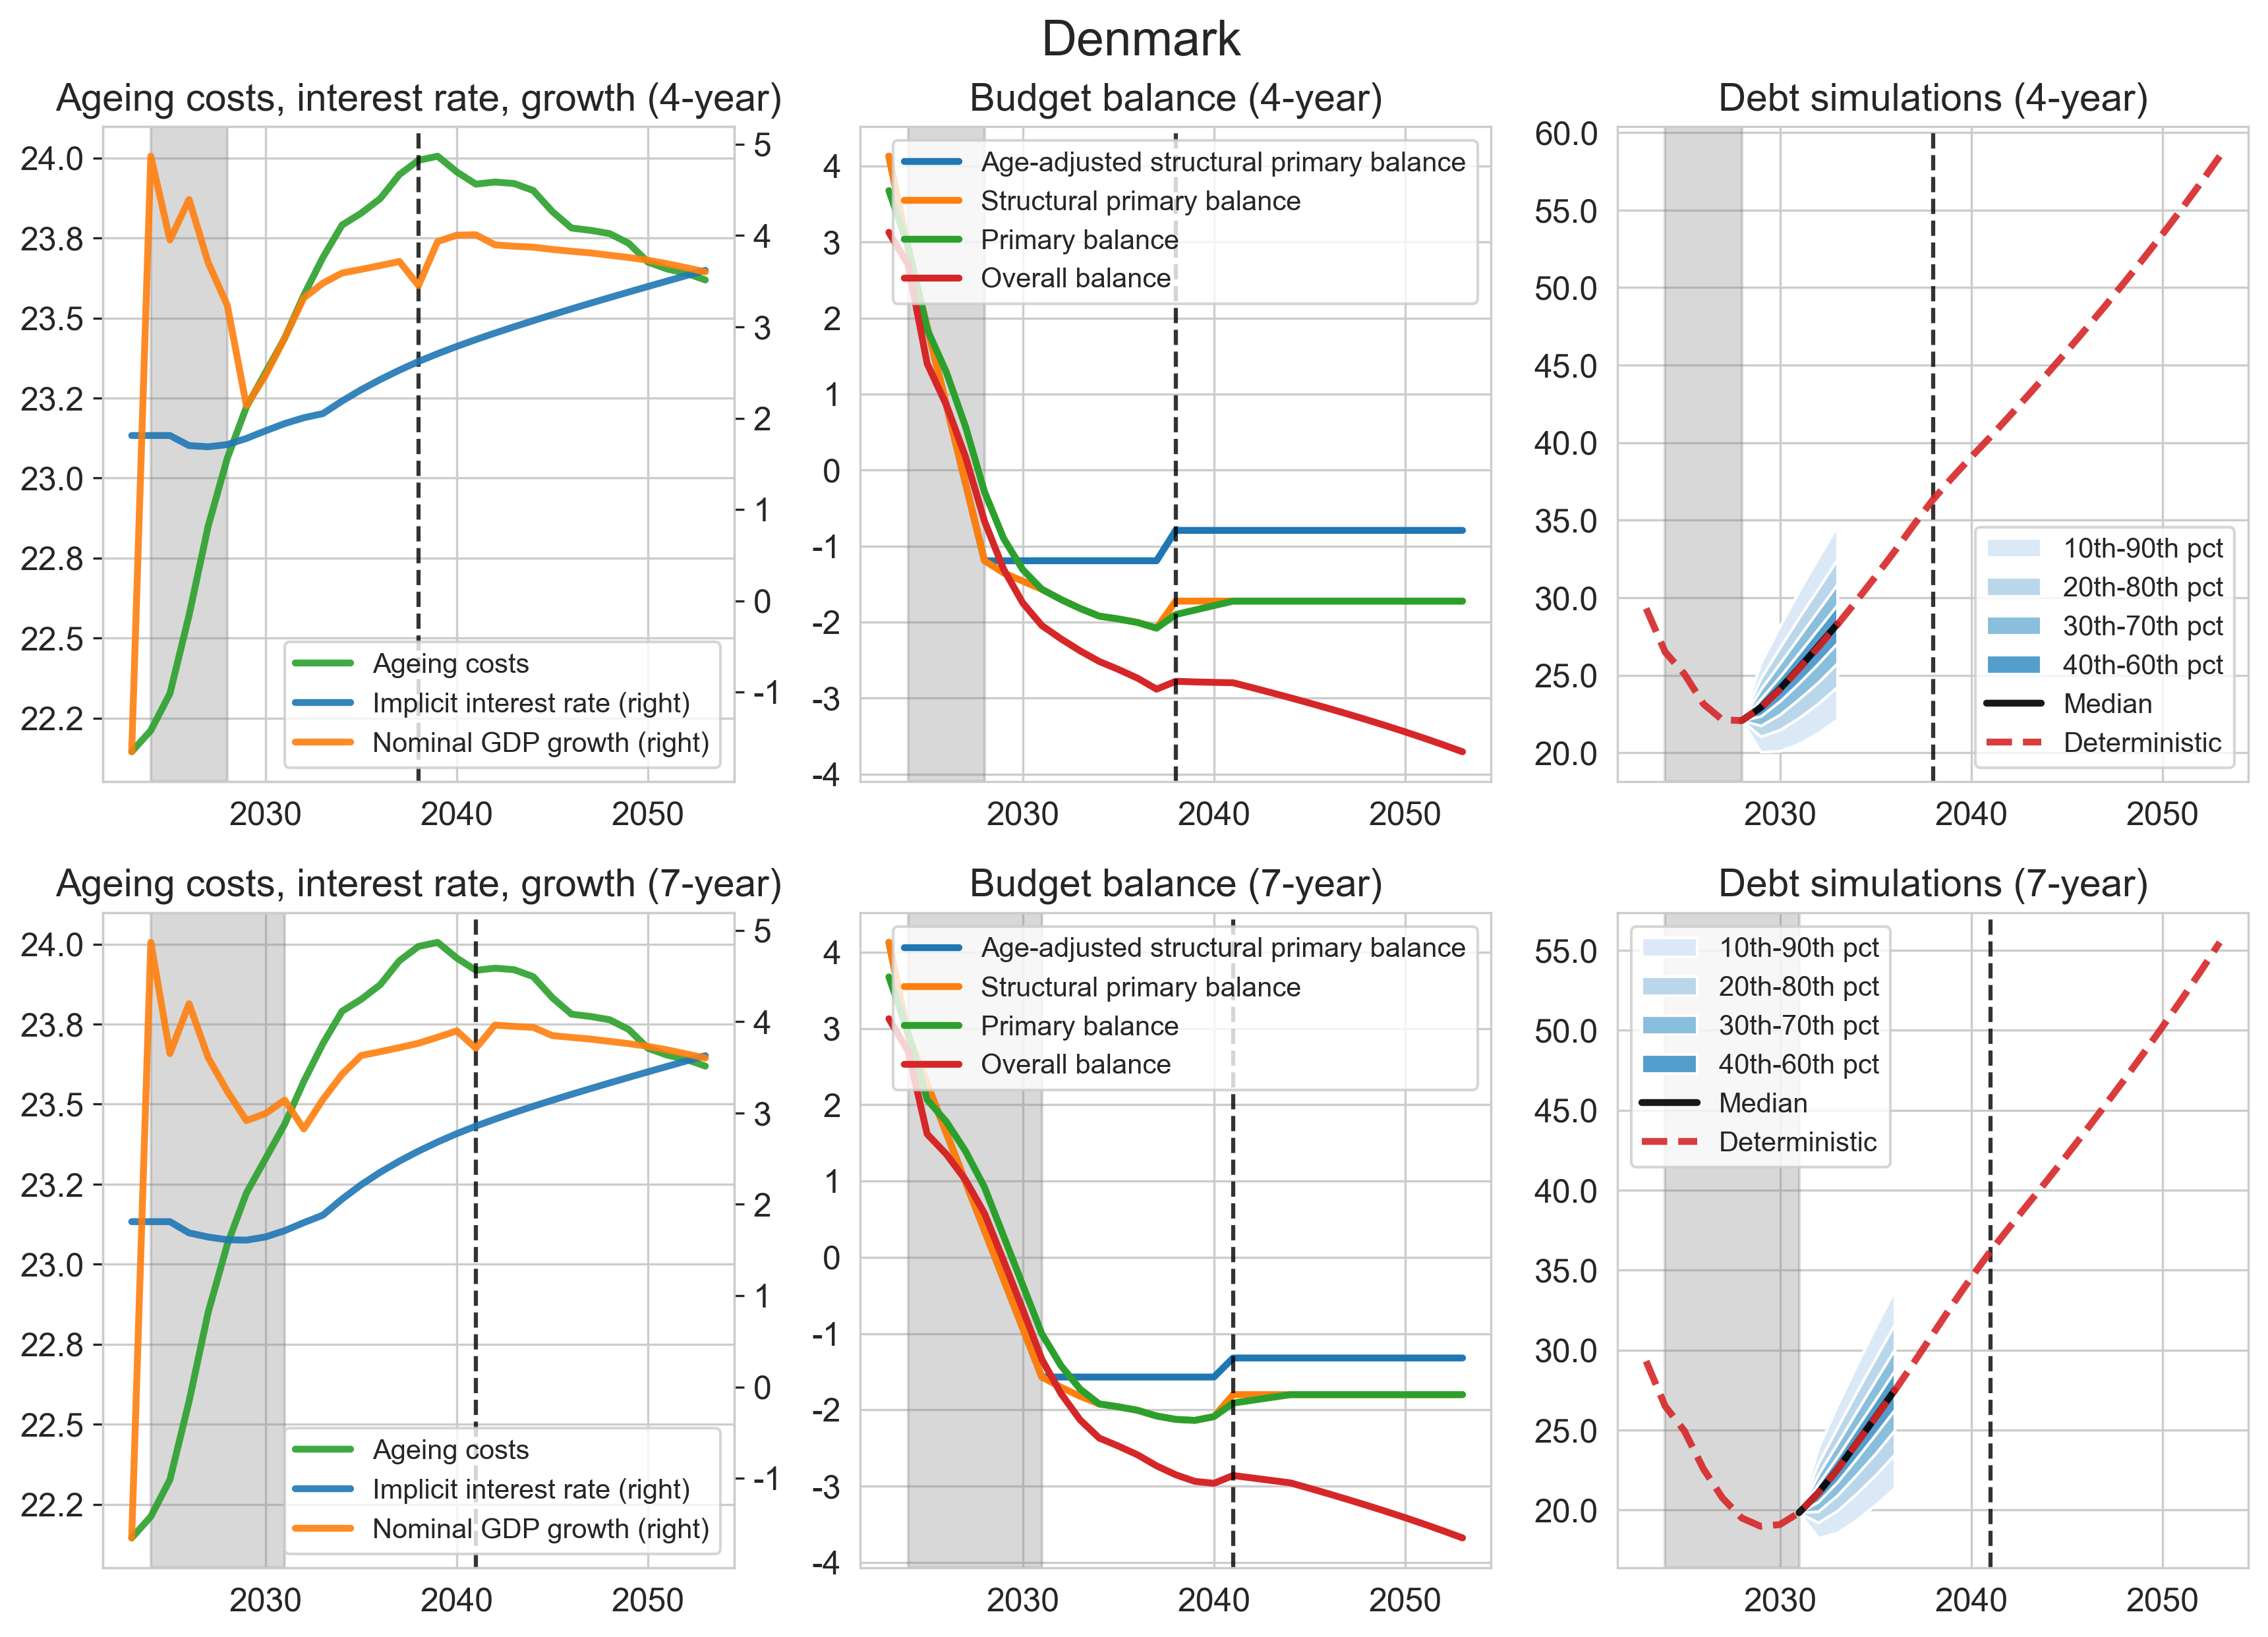 Denmark
Ageing costs, interest rate, growth (4-year)
24.0
23.8
23.5
23.2
23.0
22.8
22.5
22.2
5
4
3
2
1
0
-1
Ageing costs
Implicit interest rate (right)
Nominal GDP growth (right)
2030
2040
2050
Budget balance (4-year)
4
3
2
1
0
-1
-2
-3
-4
Age-adjusted structural primary balance
Structural primary balance
Primary balance
Overall balance
2030
2040
2050
Debt simulations (4-year)
60.0
55.0
50.0
45.0
40.0
35.0
30.0
25.0
20.0
10th-90th pct
20th-80th pct
30th-70th pct
40th-60th pct
Median
Deterministic
2030
2040
2050
Ageing costs, interest rate, growth (7-year)
24.0
23.8
23.5
23.2
23.0
22.8
22.5
22.2
5
4
3
2
1
0
-1
Ageing costs
Implicit interest rate (right)
Nominal GDP growth (right)
2030
2040
2050
Budget balance (7-year)
4
3
2
1
0
-1
-2
-3
-4
Age-adjusted structural primary balance
Structural primary balance
Primary balance
Overall balance
2030
2040
2050
Debt simulations (7-year)
55.0
50.0
45.0
40.0
35.0
30.0
25.0
20.0
10th-90th pct
20th-80th pct
30th-70th pct
40th-60th pct
Median
Deterministic
2030
2040
2050